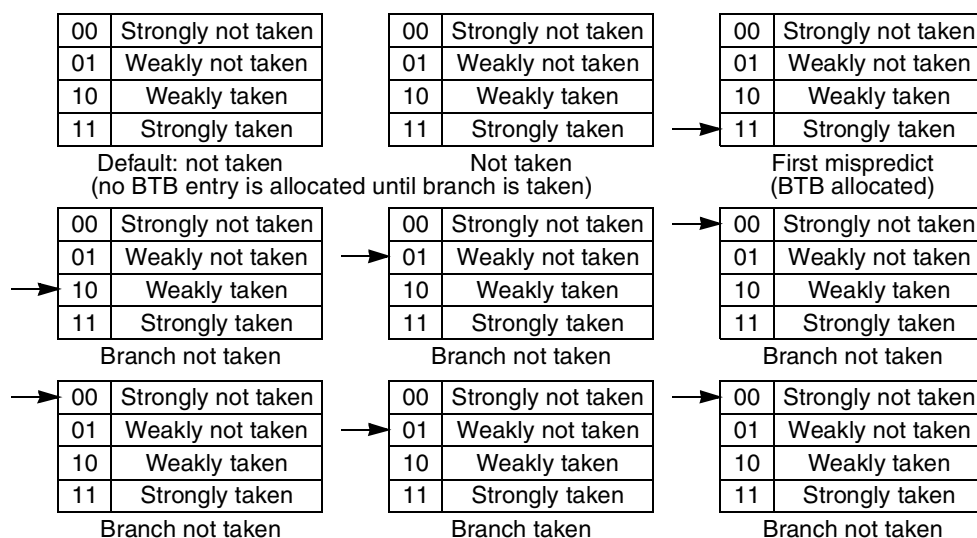 00 Strongly not taken 00 Strongly not taken 00 Strongly not taken
01 Weakly not taken 01 Weakly not taken 01 Weakly not taken
10 Weakly taken 10 Weakly taken 10 Weakly taken
11 Strongly taken 11 Strongly taken 11 Strongly taken
Default: not taken Not taken First mispredict
(no BTB entry is allocated until branch is taken) (BTB allocated)
00 Strongly not taken 00 Strongly not taken 00 Strongly not taken
01 Weakly not taken 01 Weakly not taken 01 Weakly not taken
10 Weakly taken 10 Weakly taken 10 Weakly taken
11 Strongly taken 11 Strongly taken 11 Strongly taken
Branch not taken Branch not taken Branch not taken
00 Strongly not taken 00 Strongly not taken 00 Strongly not taken
01 Weakly not taken 01 Weakly not taken 01 Weakly not taken
10 Weakly taken 10 Weakly taken 10 Weakly taken
11 Strongly taken 11 Strongly taken 11 Strongly taken
Branch not taken Branch taken Branch not taken